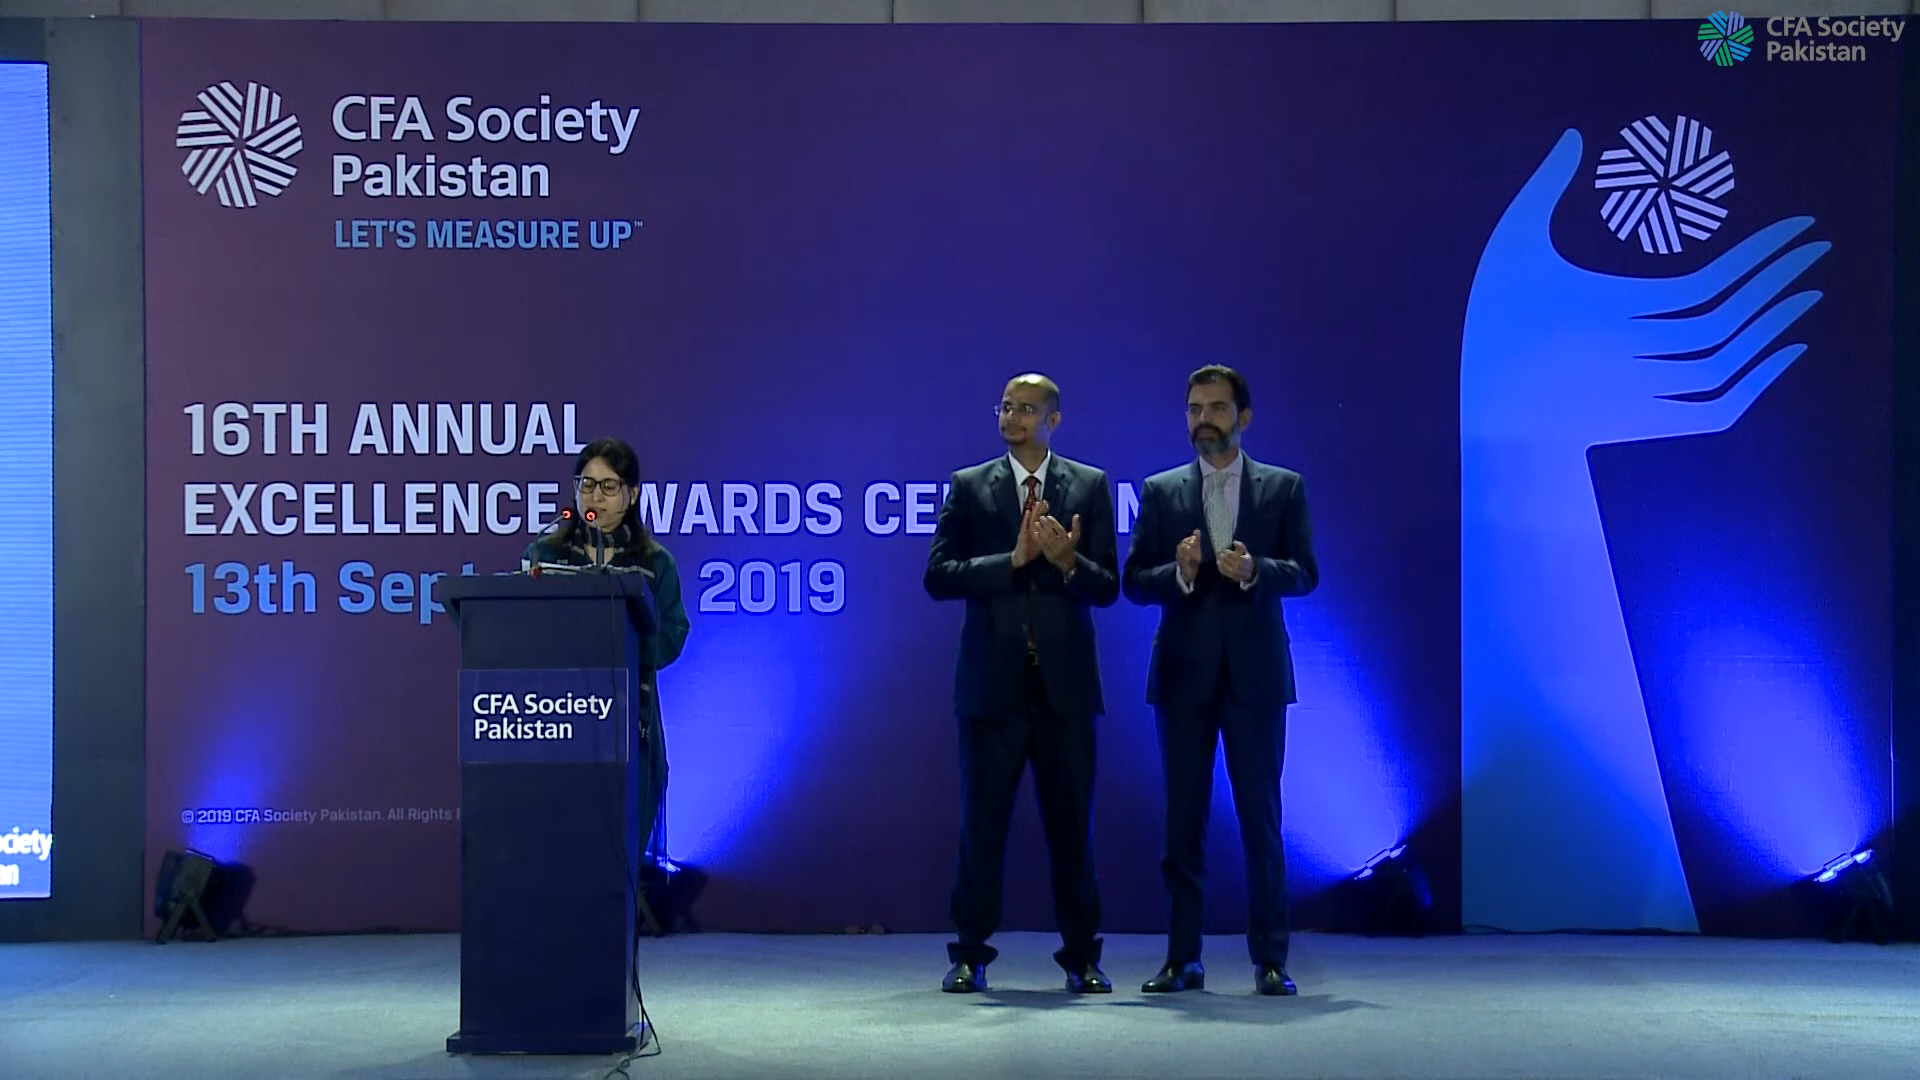 CFA Society
Pakistan
CFA Society
Pakistan
LET'S MEASURE UP™
16TH ANNUAL
EXCELLENCE WARDS CE N
13th Sep 2019
CFA Society
Pakistan
© 2019 CFA Society Pakistan. All Rights
ociety
an